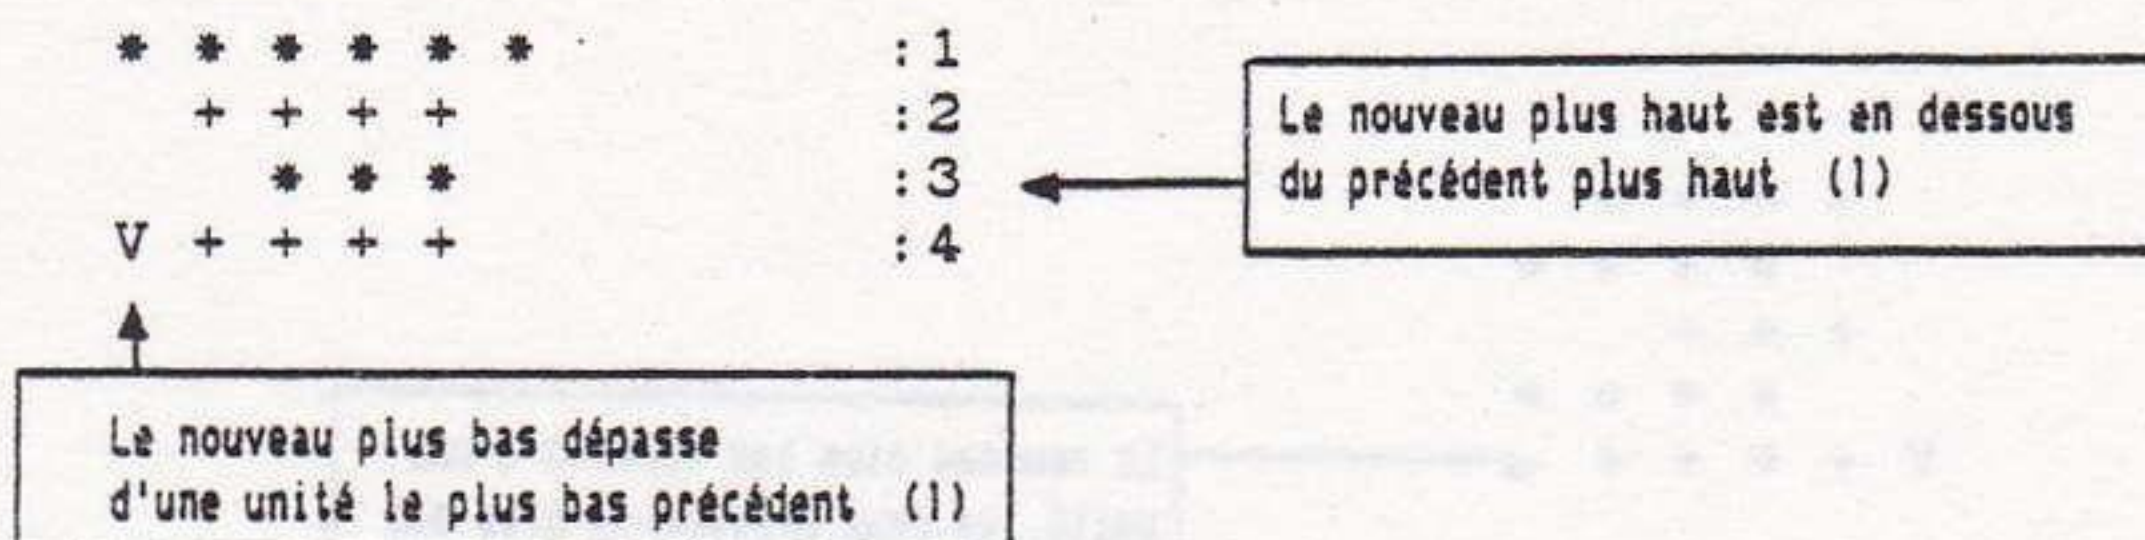 * * * * * * :1
+ + + + :2
* * * :3
V + + + + :4
Le nouveau plus haut est en dessous
du précédent plus haut (1)
Le nouveau plus bas dépasse
d'une unité le plus bas précédent (1)